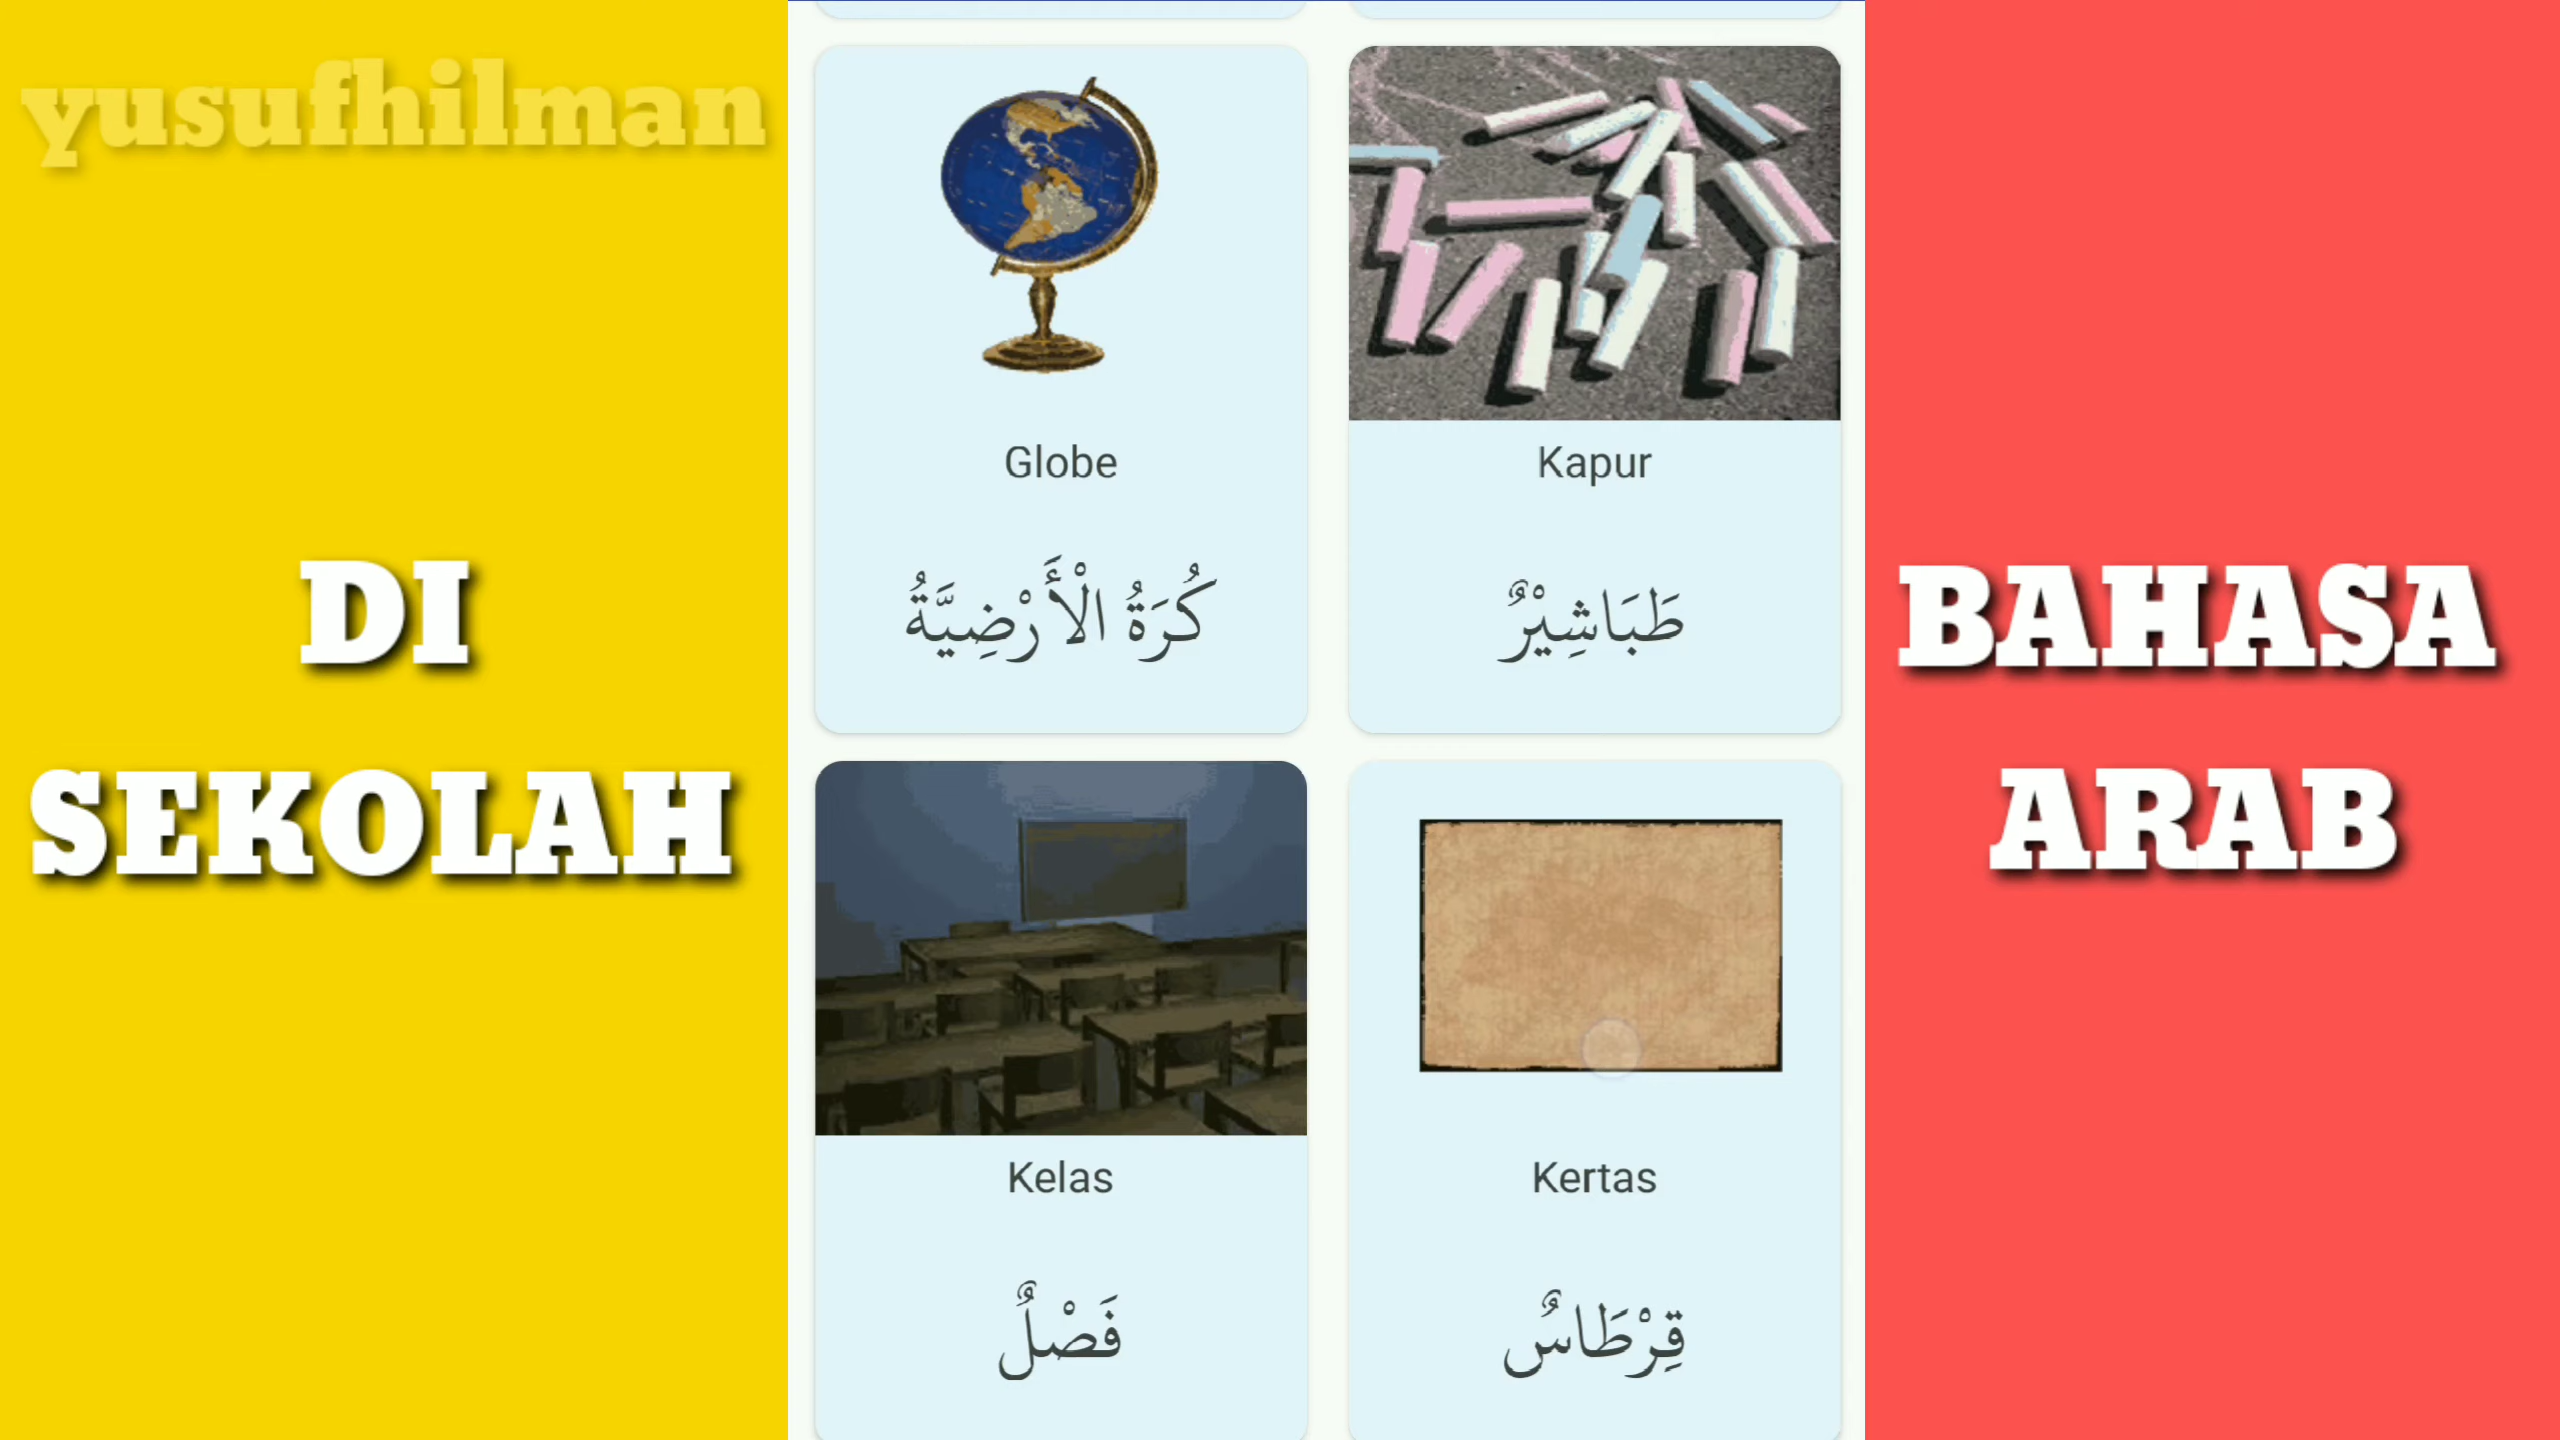 yusufhilman
DI
SEKOLAH
Globe
كُرَةُ الْأَرْضِيَّةُ
Kapur
طَبَاشِيْرٌ
Kelas
فَصْلٌ
Kertas
قِرْطَاسٌ
BAHASA
ARAB